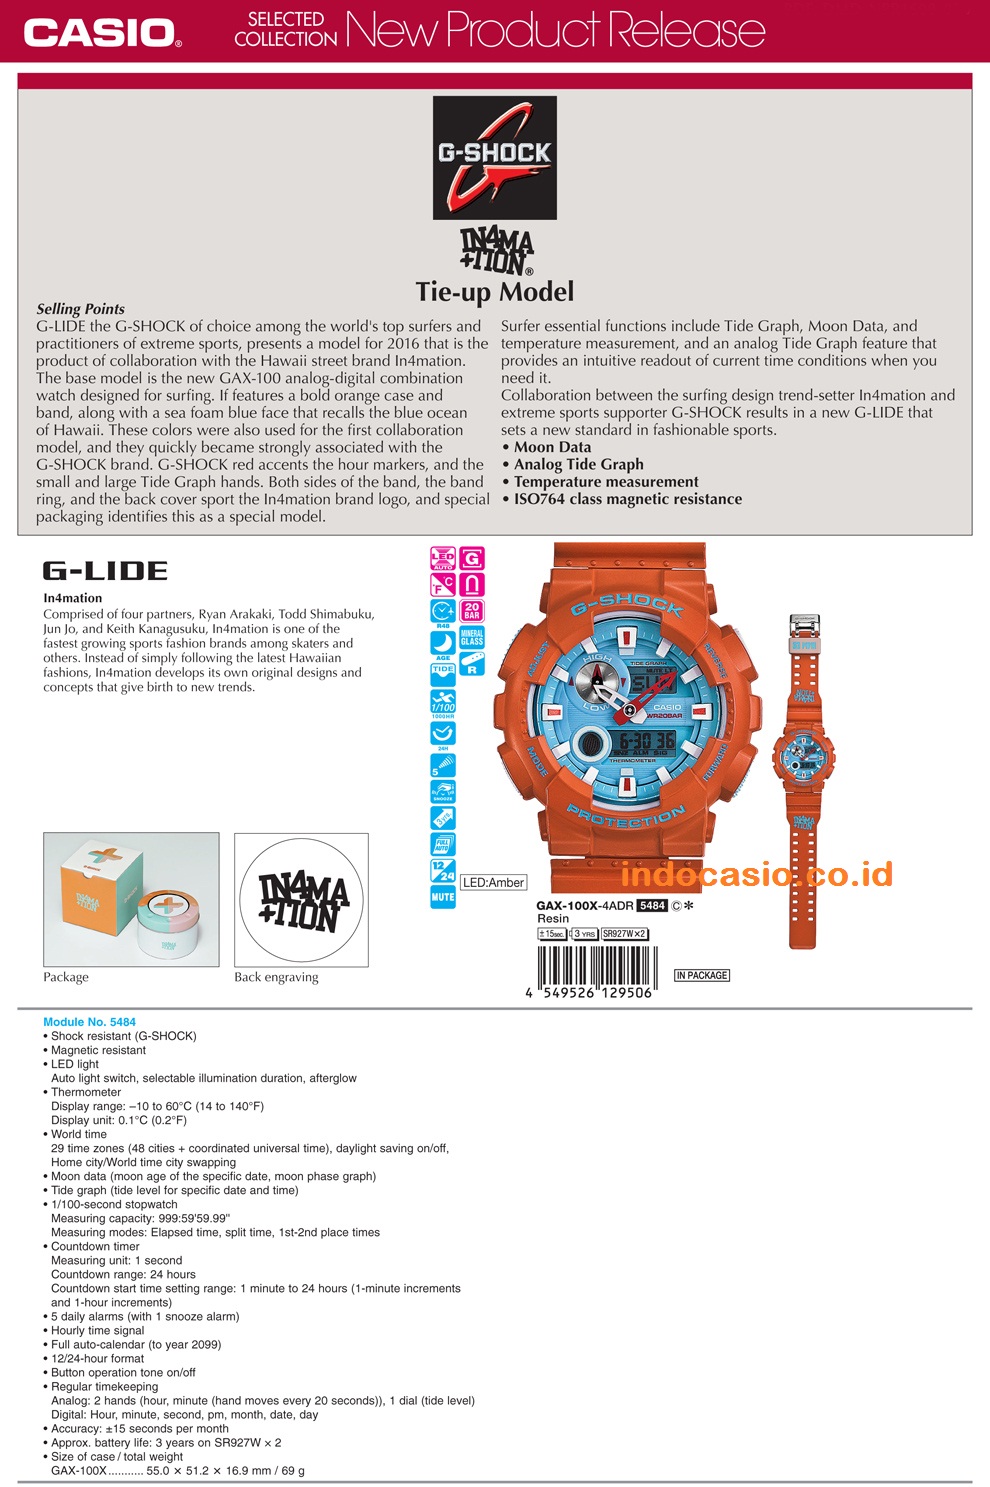 CASIO®
SELECTED
COLLECTION
New Product Release
G-SHOCK
IN4MA
+TION®
Tie-up Model
Selling Points
G-LIDE the G-SHOCK of choice among the world's top surfers and
practitioners of extreme sports, presents a model for 2016 that is the
product of collaboration with the Hawaii street brand In4mation.
The base model is the new GAX-100 analog-digital combination
watch designed for surfing. If features a bold orange case and
band, along with a sea foam blue face that recalls the blue ocean
of Hawaii. These colors were also used for the first collaboration
model, and they quickly became strongly associated with the
G-SHOCK brand. G-SHOCK red accents the hour markers, and the
small and large Tide Graph hands. Both sides of the band, the band
ring, and the back cover sport the In4mation brand logo, and special
packaging identifies this as a special model.
Surfer essential functions include Tide Graph, Moon Data, and
temperature measurement, and an analog Tide Graph feature that
provides an intuitive readout of current time conditions when you
need it.
Collaboration between the surfing design trend-setter In4mation and
extreme sports supporter G-SHOCK results in a new G-LIDE that
sets a new standard in fashionable sports.
• Moon Data
• Analog Tide Graph
• Temperature measurement
• ISO764 class magnetic resistance
G-LIDE
In4mation
Comprised of four partners, Ryan Arakaki, Todd Shimabuku,
Jun Jo, and Keith Kanagusuku, In4mation is one of the
fastest growing sports fashion brands among skaters and
others. Instead of simply following the latest Hawaiian
fashions, In4mation develops its own original designs and
concepts that give birth to new trends.
LED
AUTO
G
°F °C
20
BAR
R48
MINERAL
GLASS
AGE
TIDE
R
1/100
1000HR
24H
5
SNOOZE
3 YRS
FULL
AUTO
12/24
MUTE
LED:Amber
G-SHOCK
ADJUST
REVERSE
MODE
FORWARD
PROTECTION
HIGH
LOW
TIDE GRAPH
MUTE LT
SUN
CASIO
WR20BAR
6-30 36
SNZ ALM SIG
THERMOMETER
IN4MA
+TION
IN4MA
+TION
indocasio.co.id
GAX-100X-4ADR 5484 C*
Resin
±15sec. 3 YRS SR927W×2
4 549526 129506
IN PACKAGE
IN4MA
+TION
Package
IN4MA
+TION
Back engraving
Module No. 5484
• Shock resistant (G-SHOCK)
• Magnetic resistant
• LED light
Auto light switch, selectable illumination duration, afterglow
• Thermometer
Display range: –10 to 60°C (14 to 140°F)
Display unit: 0.1°C (0.2°F)
• World time
29 time zones (48 cities + coordinated universal time), daylight saving on/off,
Home city/World time city swapping
• Moon data (moon age of the specific date, moon phase graph)
• Tide graph (tide level for specific date and time)
• 1/100-second stopwatch
Measuring capacity: 999:59'59.99''
Measuring modes: Elapsed time, split time, 1st-2nd place times
• Countdown timer
Measuring unit: 1 second
Countdown range: 24 hours
Countdown start time setting range: 1 minute to 24 hours (1-minute increments
and 1-hour increments)
• 5 daily alarms (with 1 snooze alarm)
• Hourly time signal
• Full auto-calendar (to year 2099)
• 12/24-hour format
• Button operation tone on/off
• Regular timekeeping
Analog: 2 hands (hour, minute (hand moves every 20 seconds)), 1 dial (tide level)
Digital: Hour, minute, second, pm, month, date, day
• Accuracy: ±15 seconds per month
• Approx. battery life: 3 years on SR927W × 2
• Size of case / total weight
GAX-100X........... 55.0 × 51.2 × 16.9 mm / 69 g